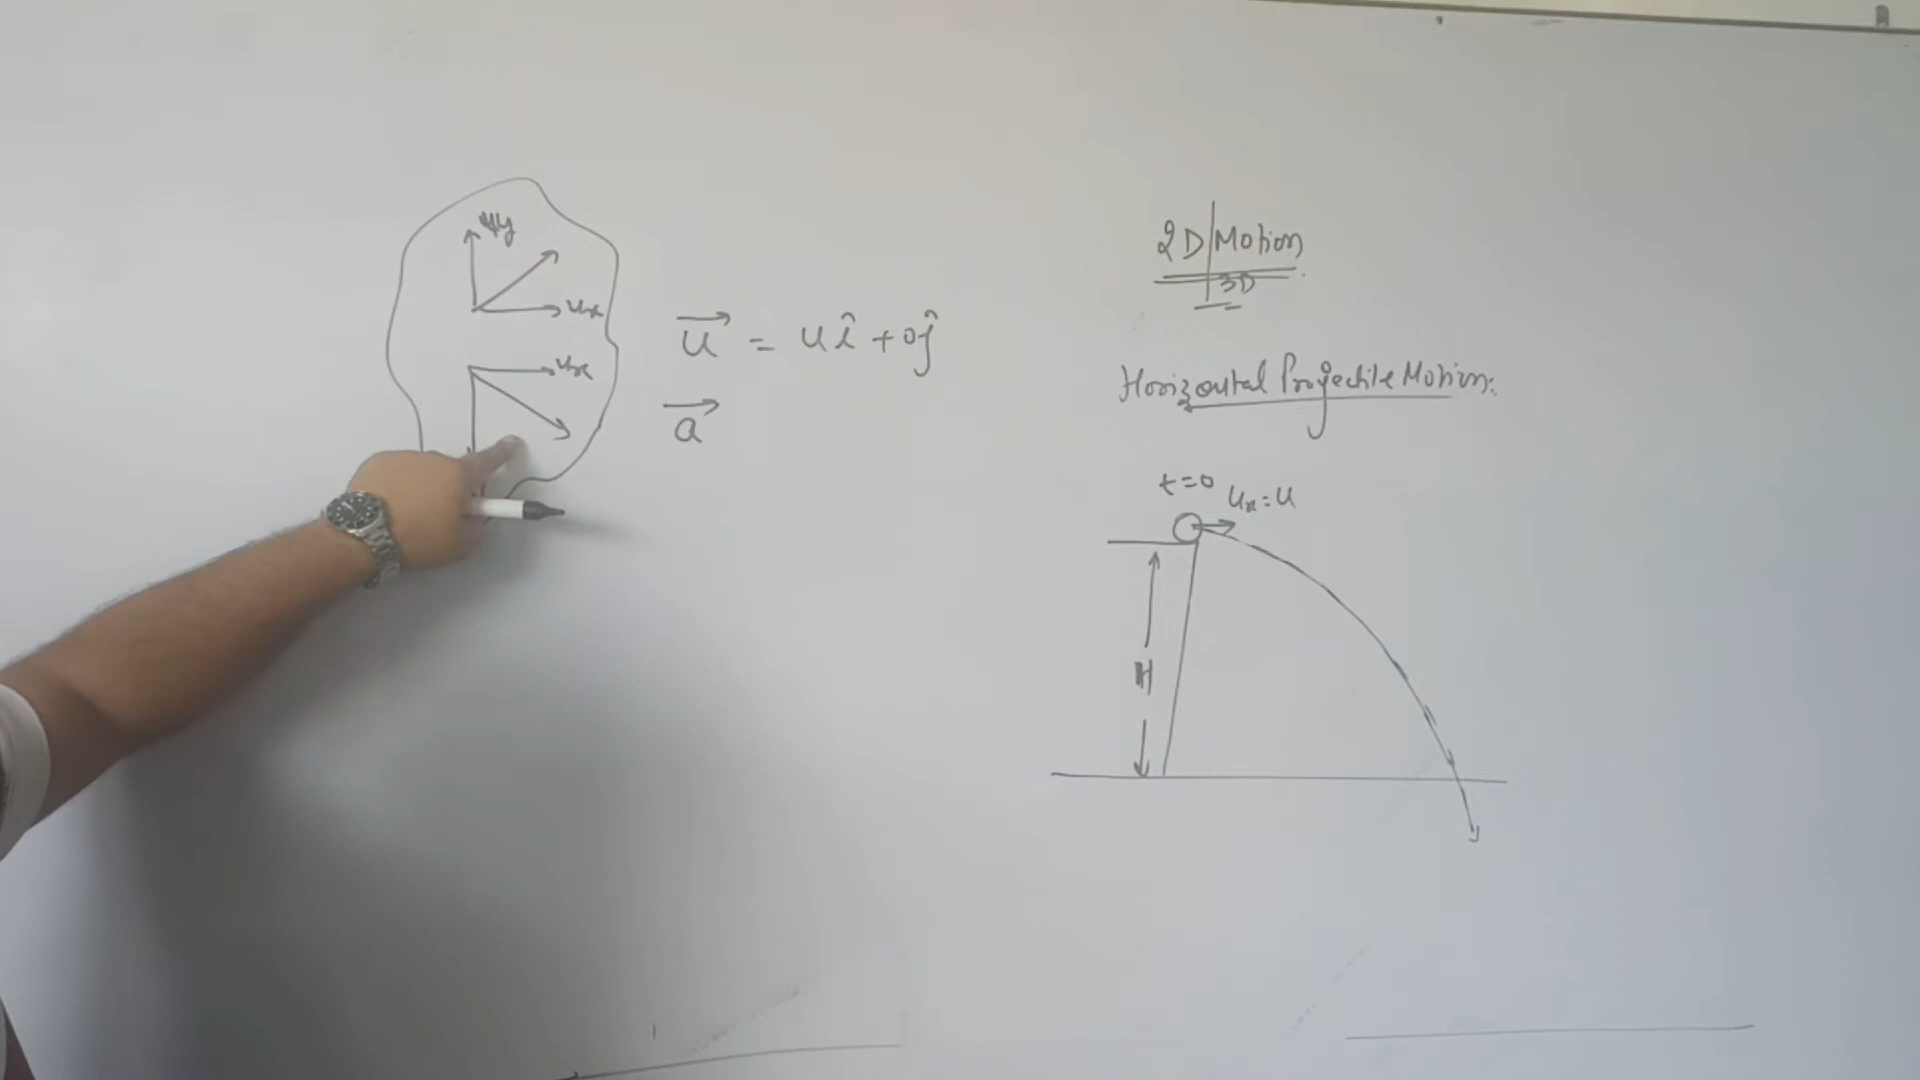 uy
ux
ux
u⃗ = uî + 0ĵ
a⃗
2D Motion
3D
Horizontal Projectile Motion:
t=0
ux=u
H